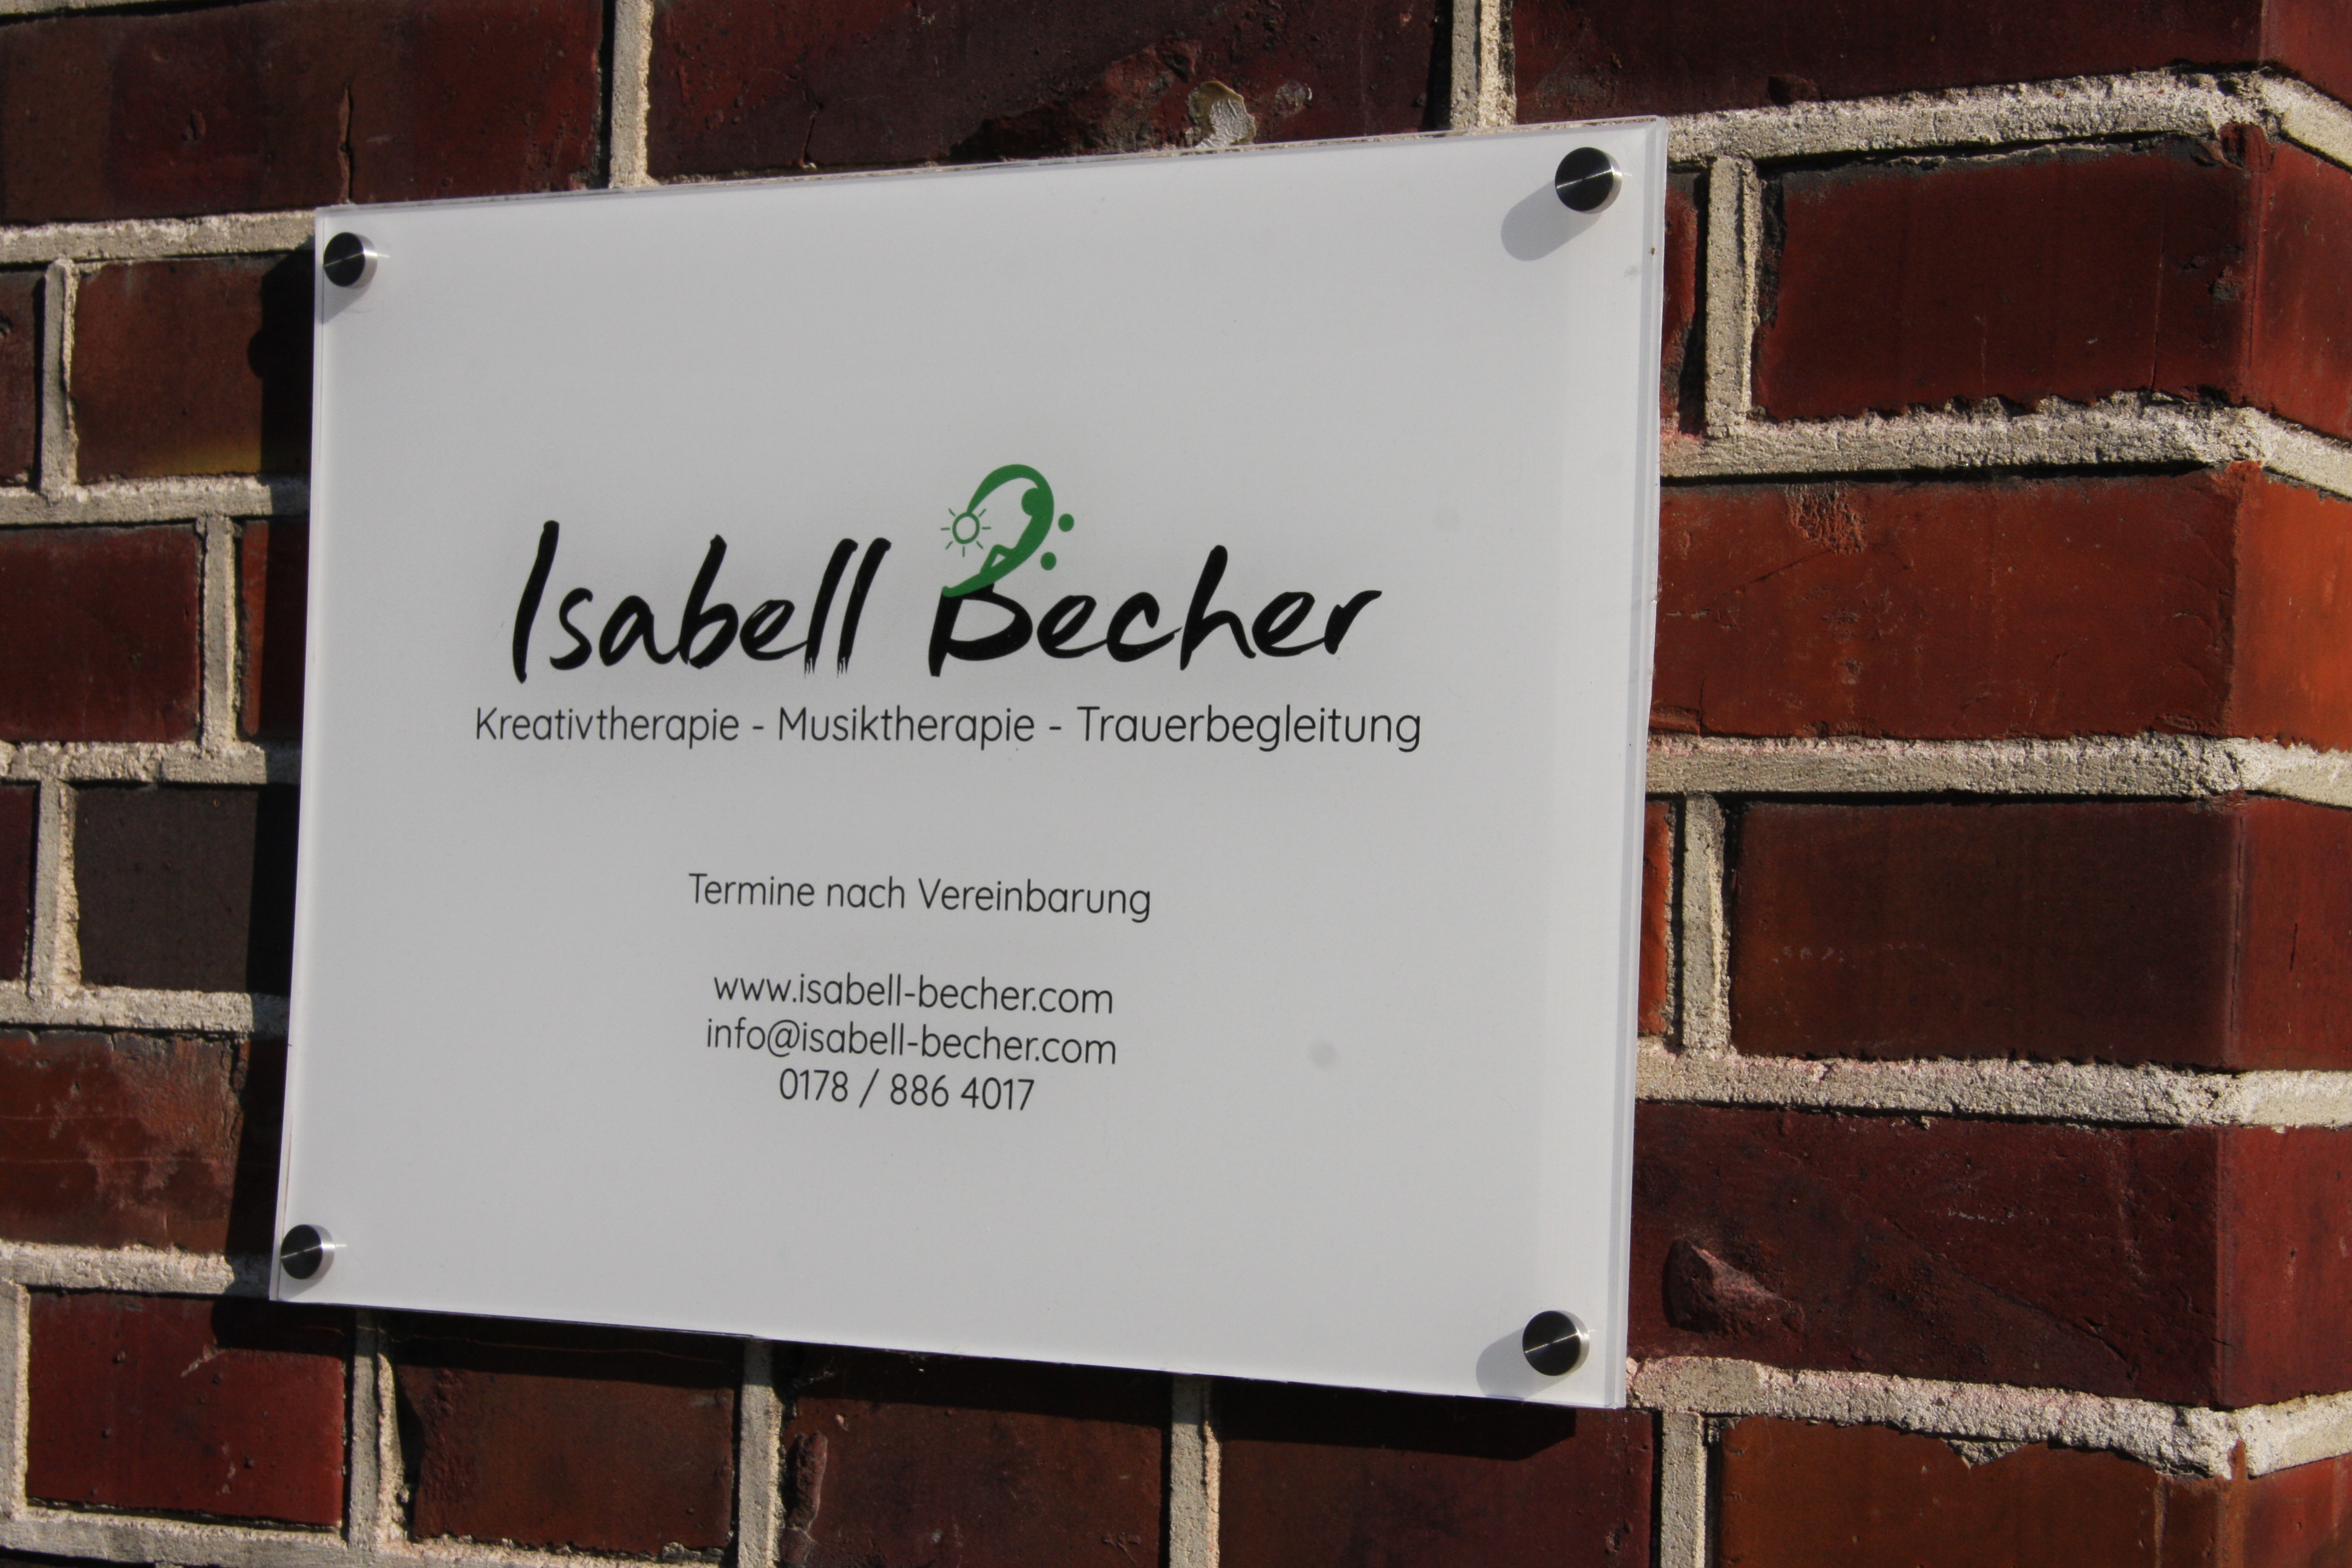 Isabell Becher
Kreativtherapie - Musiktherapie - Trauerbegleitung
Termine nach Vereinbarung
www.isabell-becher.com
info@isabell-becher.com
0178 / 886 4017